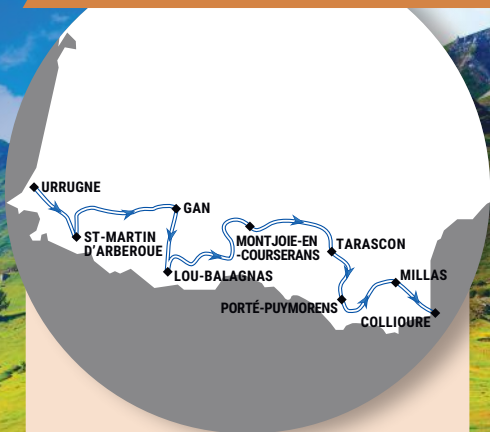 URRUGNE
GAN
ST-MARTIN
D'ARBEROUE
MONTJOIE-EN
-COURSERANS
TARASCON
LOU-BALAGNAS
MILLAS
PORTÉ-PUYMORENS
COLLIOURE